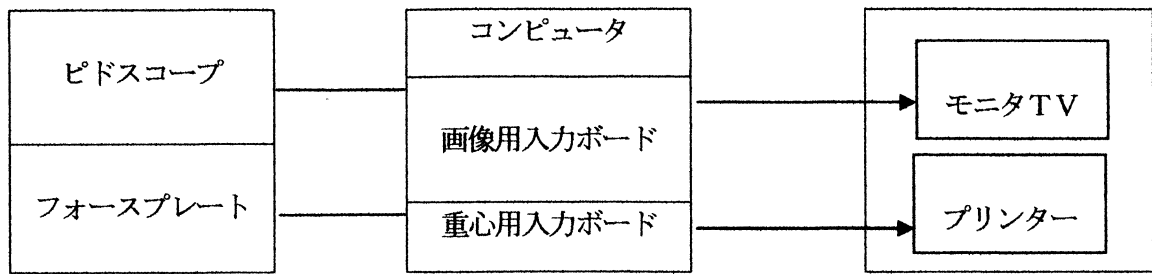 ピドスコープ
フォースプレート
コンピュータ
画像用入力ボード
重心用入力ボード
モニタTV
プリンター